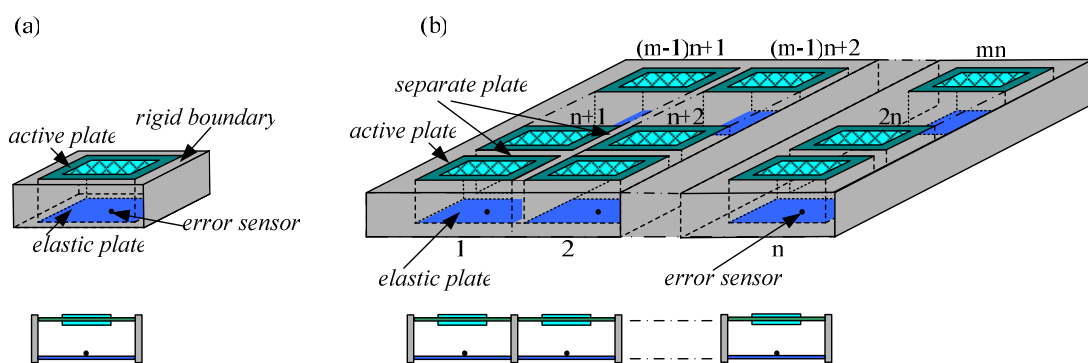 (a)
active plate
rigid boundary
elastic plate
error sensor
(b)
(m-1)n+1
(m-1)n+2
mn
separate plate
active plate
n+1
n+2
2n
1
2
n
elastic plate
error sensor